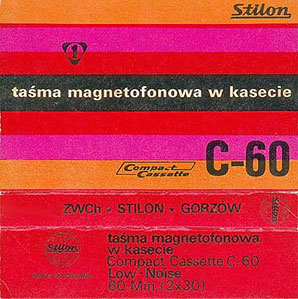 Stilon
1
taśma magnetofonowa w kasecie
Compact
Cassette
C-60
ZWCh • STILON • GORZÓW
Stilon
taśma magnetofonowa
w kasecie
Compact Cassette C-60
Low Noise
60 Min. (2x30)